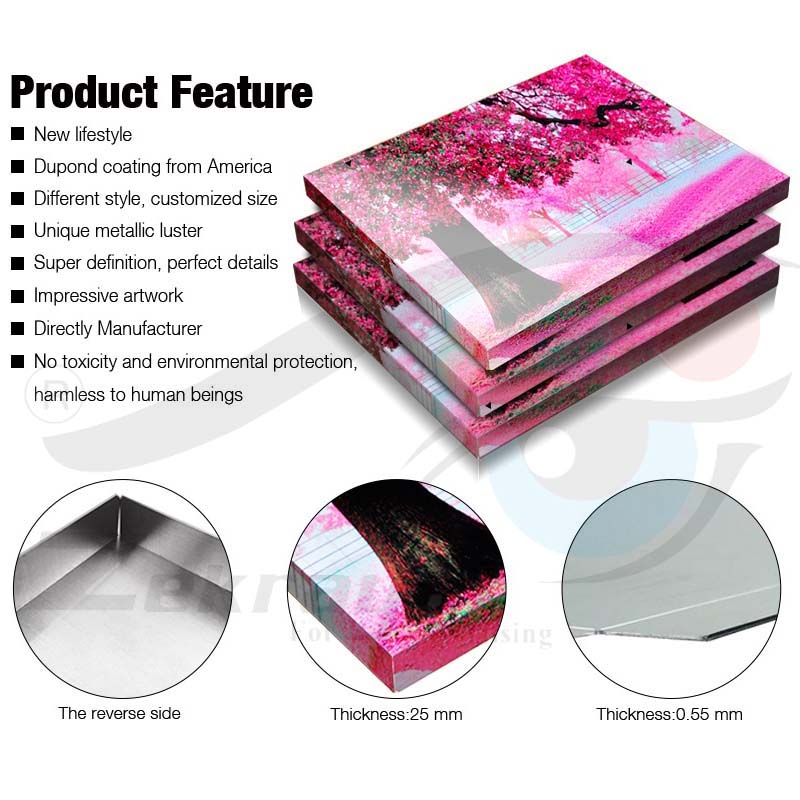 Product Feature
New lifestyle
Dupond coating from America
Different style, customized size
Unique metallic luster
Super definition, perfect details
Impressive artwork
Directly Manufacturer
No toxicity and environmental protection,
harmless to human beings
®
The reverse side
Thickness:25 mm
Thickness:0.55 mm